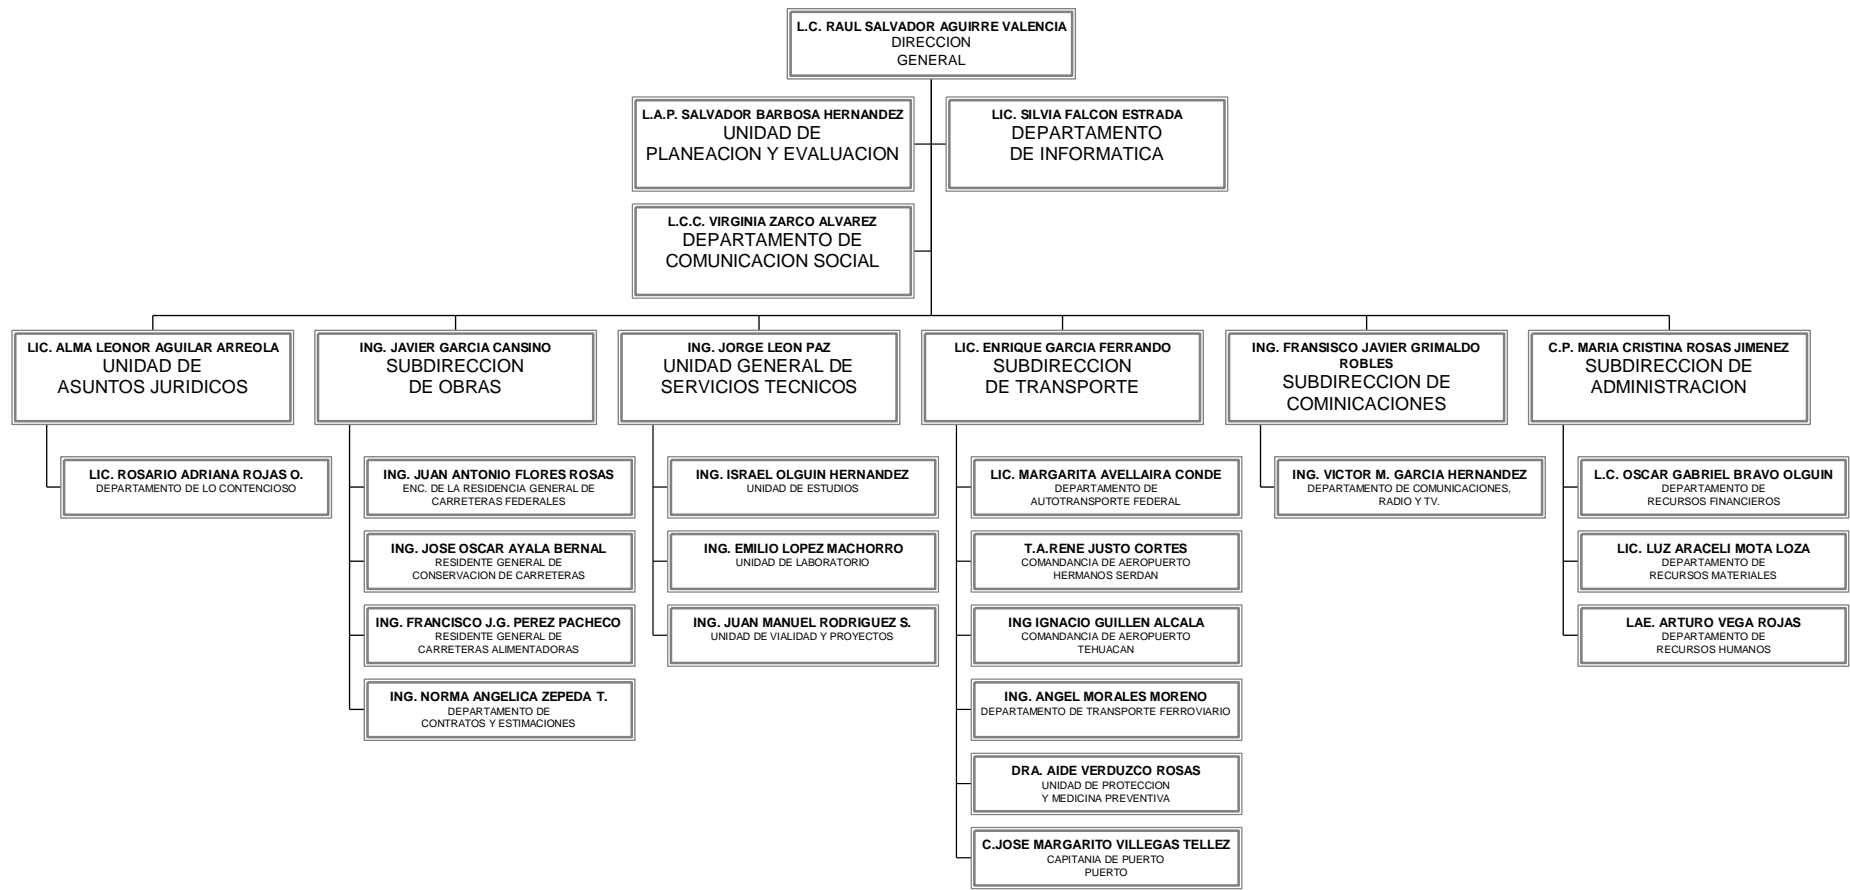 L.C. RAUL SALVADOR AGUIRRE VALENCIA
DIRECCION
GENERAL
L.A.P. SALVADOR BARBOSA HERNANDEZ
UNIDAD DE
PLANEACION Y EVALUACION
LIC. SILVIA FALCON ESTRADA
DEPARTAMENTO
DE INFORMATICA
L.C.C. VIRGINIA ZARCO ALVAREZ
DEPARTAMENTO DE
COMUNICACION SOCIAL
LIC. ALMA LEONOR AGUILAR ARREOLA
UNIDAD DE
ASUNTOS JURIDICOS
ING. JAVIER GARCIA CANSINO
SUBDIRECCION
DE OBRAS
ING. JORGE LEON PAZ
UNIDAD GENERAL DE
SERVICIOS TECNICOS
LIC. ENRIQUE GARCIA FERRANDO
SUBDIRECCION
DE TRANSPORTE
ING. FRANSISCO JAVIER GRIMALDO
ROBLES
SUBDIRECCION DE
COMINICACIONES
C.P. MARIA CRISTINA ROSAS JIMENEZ
SUBDIRECCION DE
ADMINISTRACION
LIC. ROSARIO ADRIANA ROJAS O.
DEPARTAMENTO DE LO CONTENCIOSO
ING. JUAN ANTONIO FLORES ROSAS
ENC. DE LA RESIDENCIA GENERAL DE
CARRETERAS FEDERALES
ING. JOSE OSCAR AYALA BERNAL
RESIDENTE GENERAL DE
CONSERVACION DE CARRETERAS
ING. FRANCISCO J.G. PEREZ PACHECO
RESIDENTE GENERAL DE
CARRETERAS ALIMENTADORAS
ING. NORMA ANGELICA ZEPEDA T.
DEPARTAMENTO DE
CONTRATOS Y ESTIMACIONES
ING. ISRAEL OLGUIN HERNANDEZ
UNIDAD DE ESTUDIOS
ING. EMILIO LOPEZ MACHORRO
UNIDAD DE LABORATORIO
ING. JUAN MANUEL RODRIGUEZ S.
UNIDAD DE VIALIDAD Y PROYECTOS
LIC. MARGARITA AVELLAIRA CONDE
DEPARTAMENTO DE
AUTOTRANSPORTE FEDERAL
T.A.RENE JUSTO CORTES
COMANDANCIA DE AEROPUERTO
HERMANOS SERDAN
ING IGNACIO GUILLEN ALCALA
COMANDANCIA DE AEROPUERTO
TEHUACAN
ING. ANGEL MORALES MORENO
DEPARTAMENTO DE TRANSPORTE FERROVIARIO
DRA. AIDE VERDUZCO ROSAS
UNIDAD DE PROTECCION
Y MEDICINA PREVENTIVA
C.JOSE MARGARITO VILLEGAS TELLEZ
CAPITANIA DE PUERTO
PUERTO
ING. VICTOR M. GARCIA HERNANDEZ
DEPARTAMENTO DE COMUNICACIONES,
RADIO Y TV.
L.C. OSCAR GABRIEL BRAVO OLGUIN
DEPARTAMENTO DE
RECURSOS FINANCIEROS
LIC. LUZ ARACELI MOTA LOZA
DEPARTAMENTO DE
RECURSOS MATERIALES
LAE. ARTURO VEGA ROJAS
DEPARTAMENTO DE
RECURSOS HUMANOS